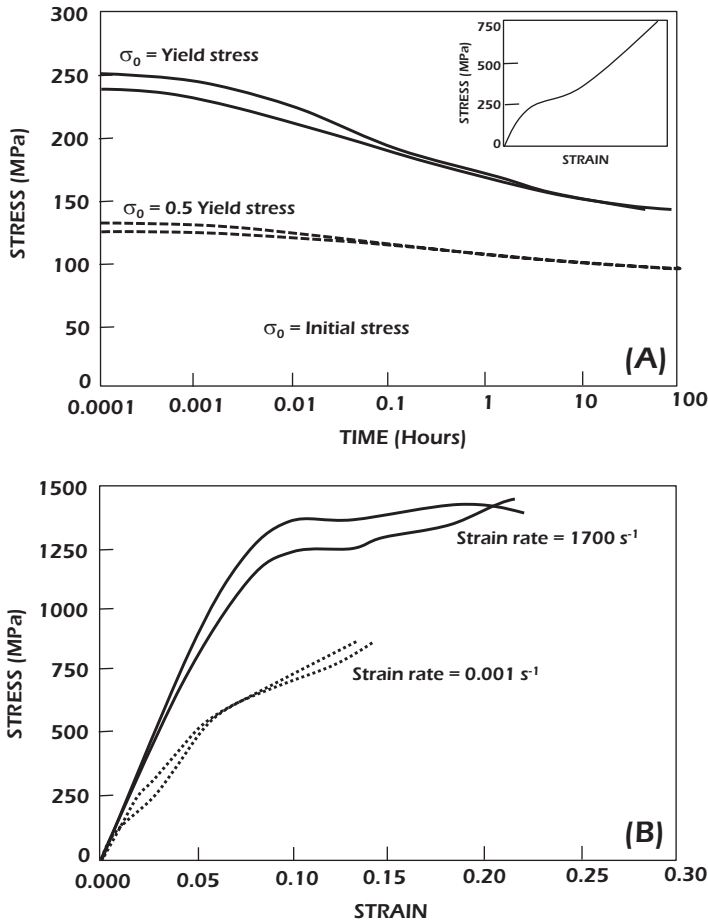 300
250
200
150
100
50
0
STRESS (MPa)
σ0 = Yield stress
σ0 = 0.5 Yield stress
σ0 = Initial stress
(A)
750
500
250
0
STRESS (MPa)
STRAIN
0.0001 0.001 0.01 0.1 1 10 100
TIME (Hours)
1500
1250
1000
750
500
250
0
STRESS (MPa)
Strain rate = 1700 s-1
Strain rate = 0.001 s-1
(B)
0.000 0.05 0.10 0.15 0.20 0.25 0.30
STRAIN